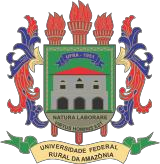 UFRA - 1951
NATURA LABORARE
UNIVERSIDADE FEDERAL
RURAL DA AMAZÔNIA